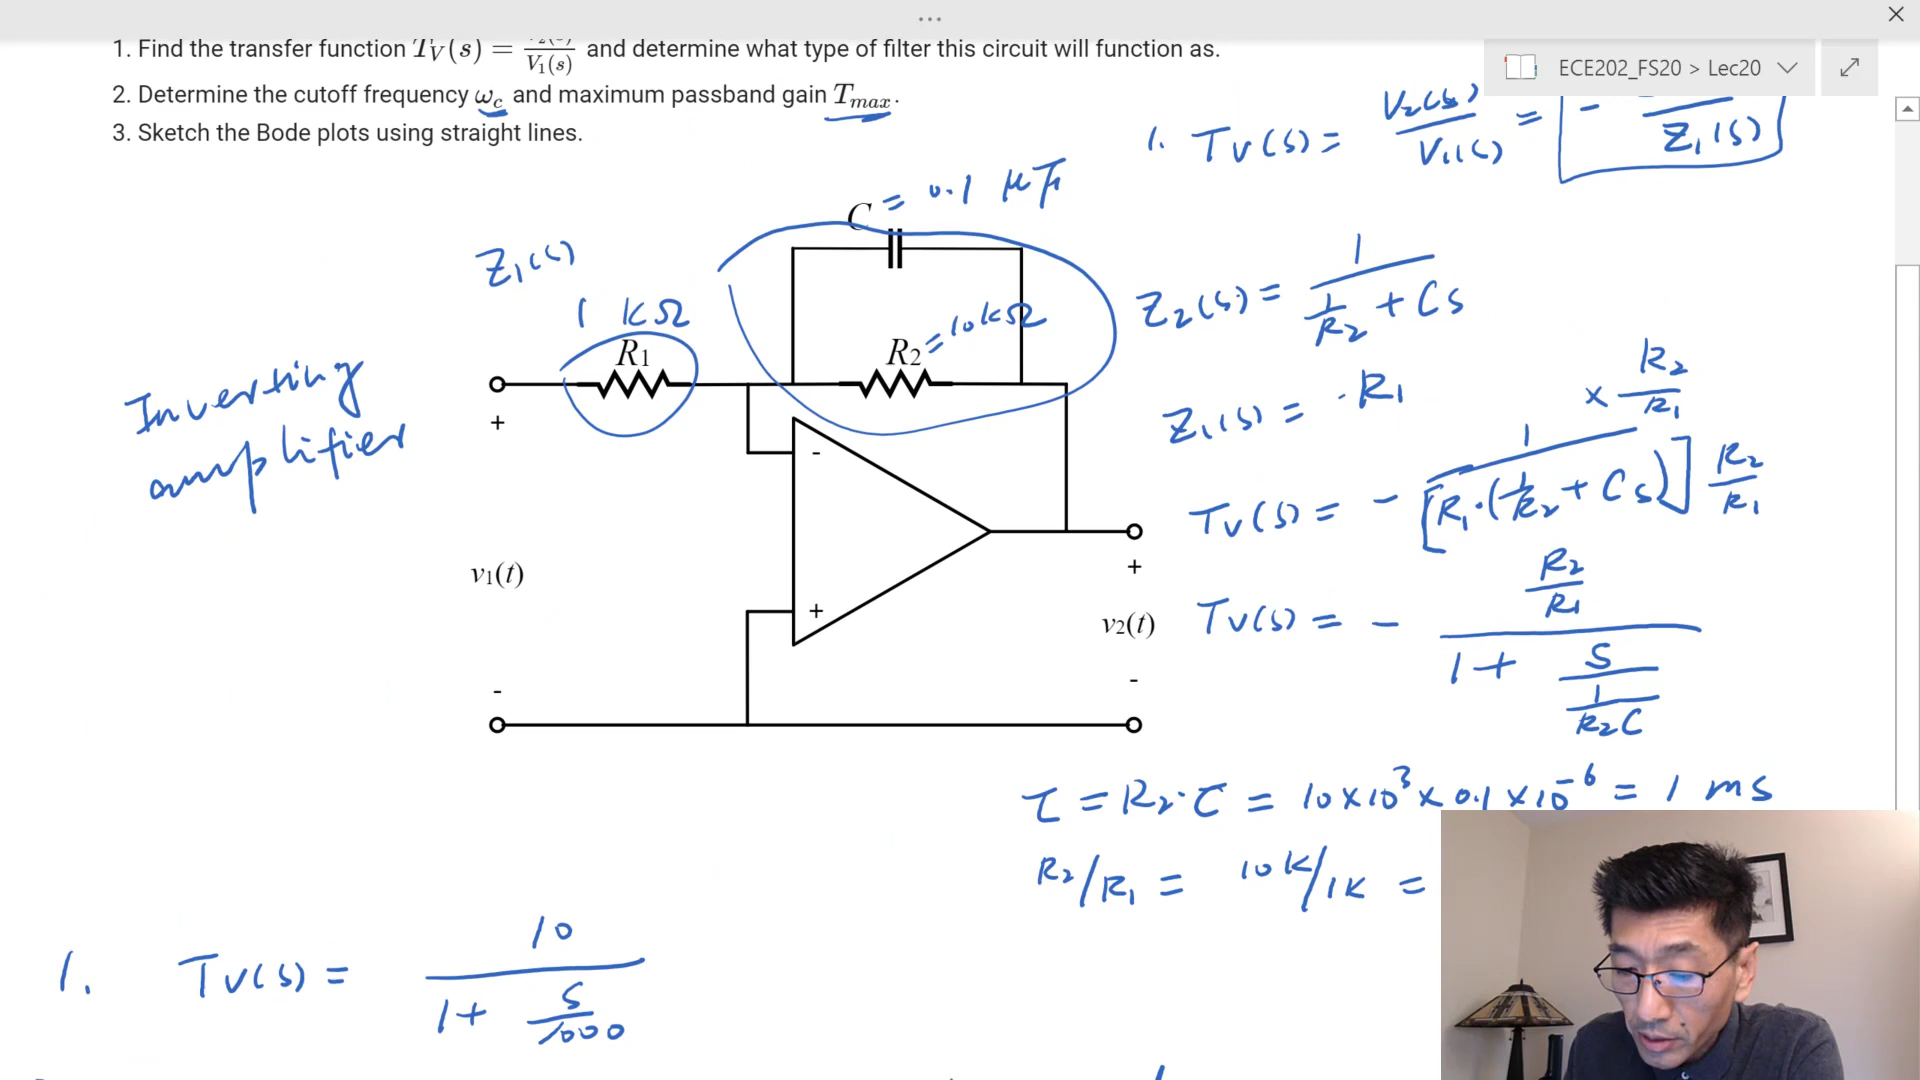 1. Find the transfer function T_V(s) = V₂(s)/V₁(s) and determine what type of filter this circuit will function as.
ECE202_FS20 > Lec20
2. Determine the cutoff frequency ω_c and maximum passband gain T_max.
3. Sketch the Bode plots using straight lines.
1. Tv(s) = V₂(s)/V₁(s) = - /Z₁(s)
C = 0.1 μF
Z₁(s)
1 kΩ
R₁
R₂ = 10kΩ
Z₂(s) = 1/(1/R₂ + Cs)
Inverting
amplifier
+
-
Z₁(s) = R₁
× R₂/R₁
Tv(s) = - 1/[R₁·(1/R₂ + Cs)] R₂/R₁
v₁(t)
+
+
v₂(t)
Tv(s) = - (R₂/R₁)/(1 + s/(1/R₂C))
-
-
τ = R₂·C = 10×10³ × 0.1 × 10⁻⁶ = 1 ms
R₂/R₁ = 10K/1K =
1. Tv(s) = 10/(1 + s/1000)